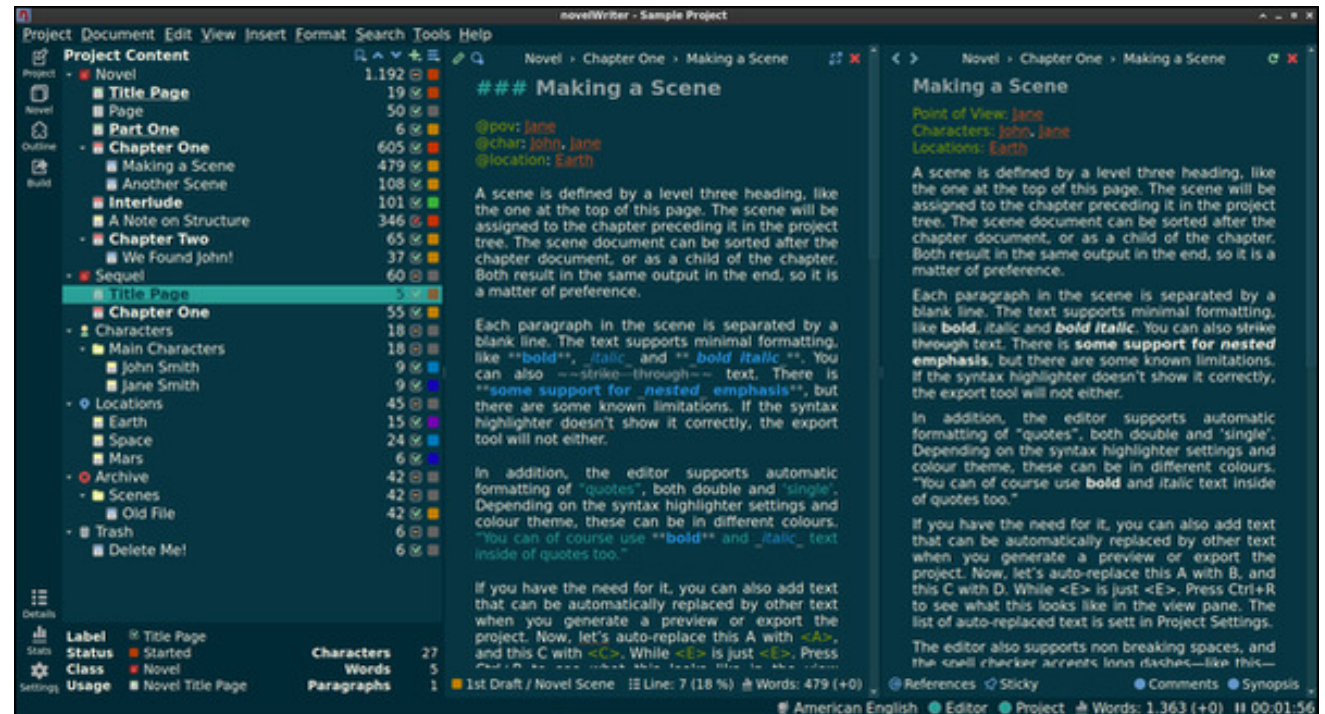 novelWriter - Sample Project
Project Document Edit View Insert Format Search Tools Help
Project
Novel
Outline
Build
Details
Stats
Settings
Project Content
Novel 1.192
Title Page 19
Page 50
Part One 6
Chapter One 605
Making a Scene 479
Another Scene 108
Interlude 101
A Note on Structure 346
Chapter Two 65
We Found John! 37
Sequel 60
Title Page 5
Chapter One 55
Characters 18
Main Characters 18
John Smith 9
Jane Smith 9
Locations 45
Earth 15
Space 24
Mars 6
Archive 42
Scenes 42
Old File 42
Trash 6
Delete Me! 6
Label Title Page
Status Started Characters 27
Class Novel Words 5
Usage Novel Title Page Paragraphs 1
Novel › Chapter One › Making a Scene
### Making a Scene
@pov: Jane
@char: John, Jane
@location: Earth
A scene is defined by a level three heading, like
the one at the top of this page. The scene will be
assigned to the chapter preceding it in the project
tree. The scene document can be sorted after the
chapter document, or as a child of the chapter.
Both result in the same output in the end, so it is
a matter of preference.
Each paragraph in the scene is separated by a
blank line. The text supports minimal formatting,
like **bold**, _italic_ and **_bold italic_**. You
can also ~~strike through~~ text. There is
**some support for _nested_ emphasis**, but
there are some known limitations. If the syntax
highlighter doesn't show it correctly, the export
tool will not either.
In addition, the editor supports automatic
formatting of "quotes", both double and 'single'.
Depending on the syntax highlighter settings and
colour theme, these can be in different colours.
"You can of course use **bold** and _italic_ text
inside of quotes too."
If you have the need for it, you can also add text
that can be automatically replaced by other text
when you generate a preview or export the
project. Now, let's auto-replace this A with <A>,
and this C with <C>. While <E> is just <E>. Press
Ctrl+R to see what this looks like in the view
1st Draft / Novel Scene Line: 7 (18 %) Words: 479 (+0)
Novel › Chapter One › Making a Scene
Making a Scene
Point of View: Jane
Characters: John, Jane
Locations: Earth
A scene is defined by a level three heading, like
the one at the top of this page. The scene will be
assigned to the chapter preceding it in the project
tree. The scene document can be sorted after the
chapter document, or as a child of the chapter.
Both result in the same output in the end, so it is a
matter of preference.
Each paragraph in the scene is separated by a
blank line. The text supports minimal formatting,
like bold, italic and bold italic. You can also strike
through text. There is some support for nested
emphasis, but there are some known limitations.
If the syntax highlighter doesn't show it correctly,
the export tool will not either.
In addition, the editor supports automatic
formatting of "quotes", both double and 'single'.
Depending on the syntax highlighter settings and
colour theme, these can be in different colours.
"You can of course use bold and italic text inside
of quotes too."
If you have the need for it, you can also add text
that can be automatically replaced by other text
when you generate a preview or export the
project. Now, let's auto-replace this A with B, and
this C with D. While <E> is just <E>. Press Ctrl+R
to see what this looks like in the view pane. The
list of auto-replaced text is sett in Project Settings.
The editor also supports non breaking spaces, and
the spell checker accepts long dashes—like this—
References Sticky Comments Synopsis
American English Editor Project Words: 1.363 (+0) 00:01:56